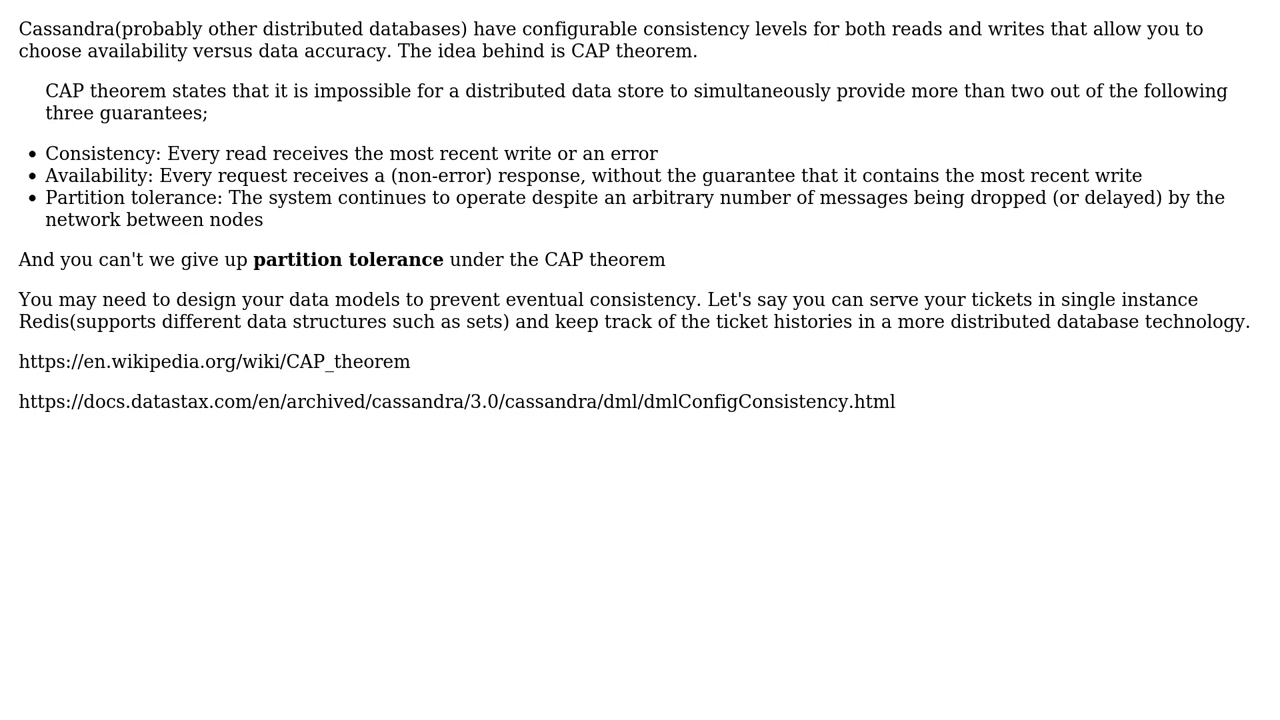 Cassandra(probably other distributed databases) have configurable consistency levels for both reads and writes that allow you to
choose availability versus data accuracy. The idea behind is CAP theorem.
CAP theorem states that it is impossible for a distributed data store to simultaneously provide more than two out of the following
three guarantees;
• Consistency: Every read receives the most recent write or an error
• Availability: Every request receives a (non-error) response, without the guarantee that it contains the most recent write
• Partition tolerance: The system continues to operate despite an arbitrary number of messages being dropped (or delayed) by the
network between nodes
And you can't we give up partition tolerance under the CAP theorem
You may need to design your data models to prevent eventual consistency. Let's say you can serve your tickets in single instance
Redis(supports different data structures such as sets) and keep track of the ticket histories in a more distributed database technology.
https://en.wikipedia.org/wiki/CAP_theorem
https://docs.datastax.com/en/archived/cassandra/3.0/cassandra/dml/dmlConfigConsistency.html